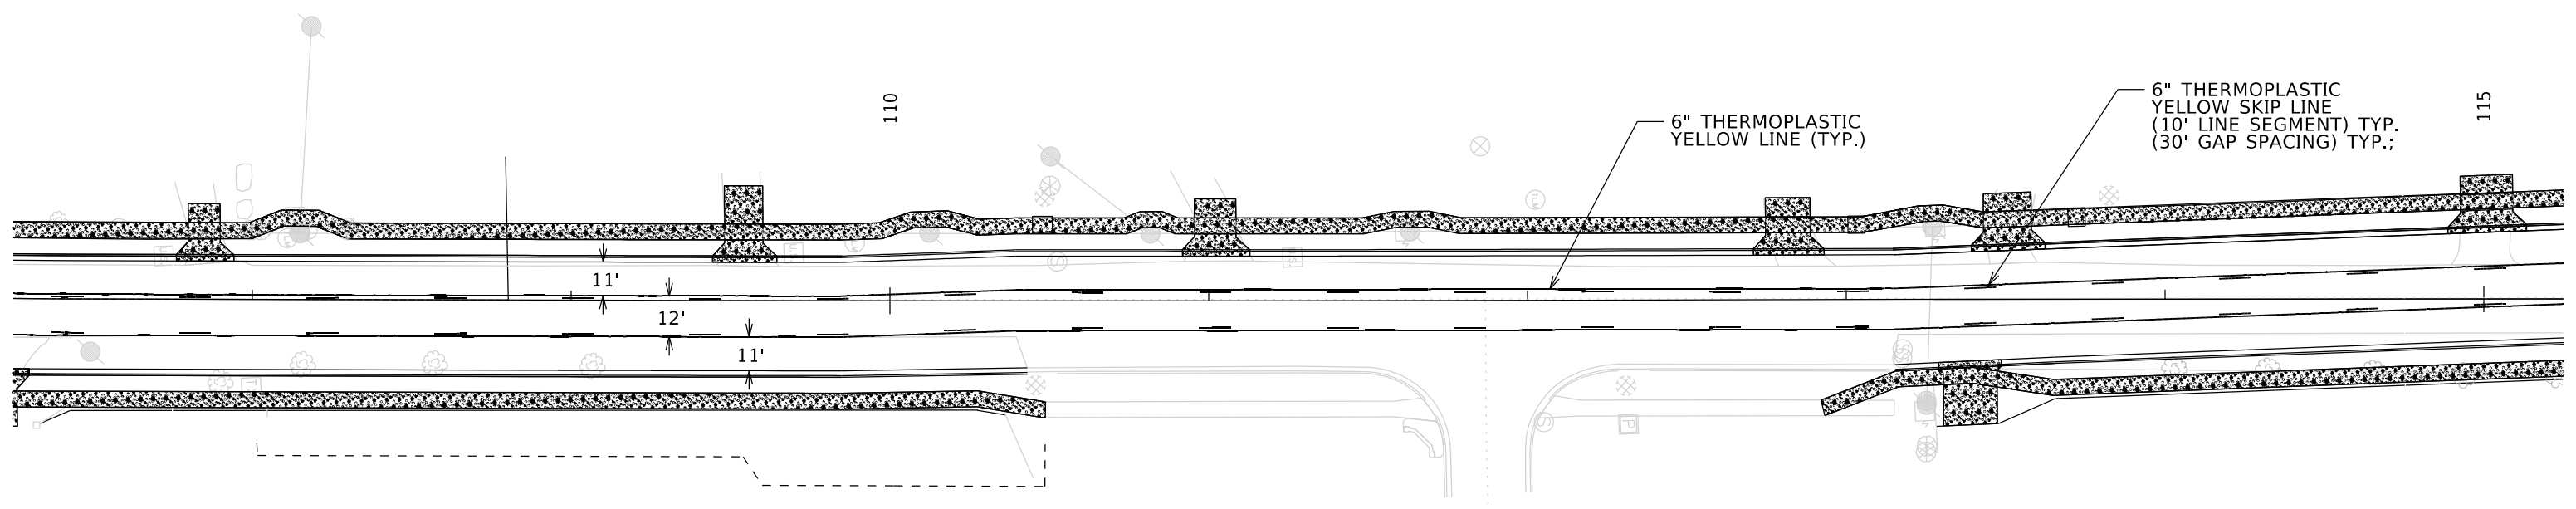 110
115
6" THERMOPLASTIC
YELLOW LINE (TYP.)
6" THERMOPLASTIC
YELLOW SKIP LINE
(10' LINE SEGMENT) TYP.
(30' GAP SPACING) TYP.;
11'
12'
11'
S
S
P